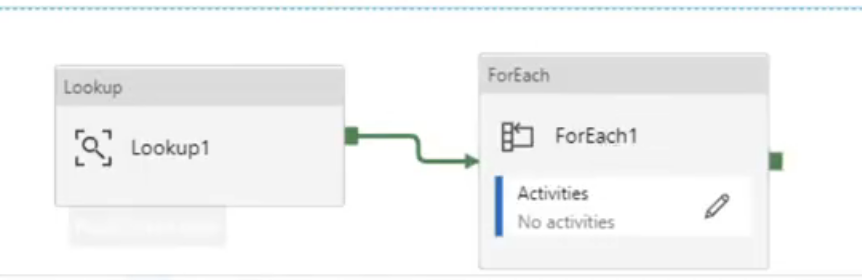 Lookup
Lookup1
ForEach
ForEach1
Activities
No activities